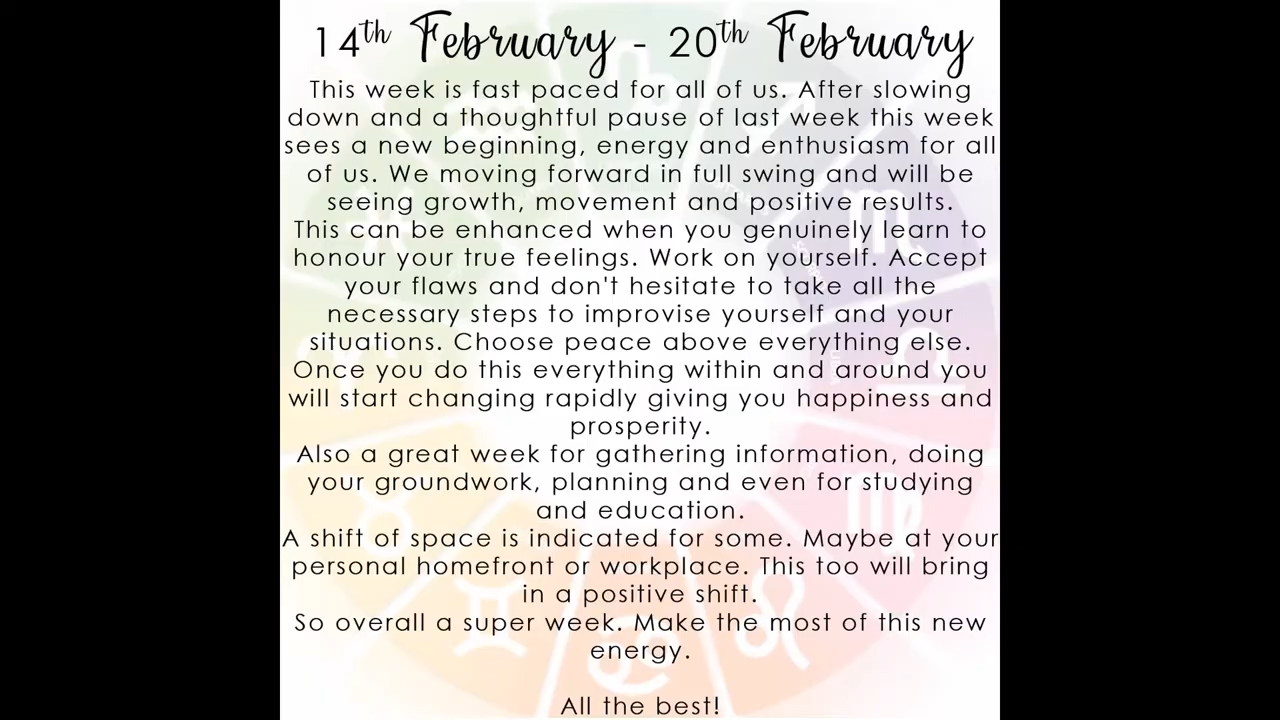 14th February - 20th February
This week is fast paced for all of us. After slowing
down and a thoughtful pause of last week this week
sees a new beginning, energy and enthusiasm for all
of us. We moving forward in full swing and will be
seeing growth, movement and positive results.
This can be enhanced when you genuinely learn to
honour your true feelings. Work on yourself. Accept
your flaws and don't hesitate to take all the
necessary steps to improvise yourself and your
situations. Choose peace above everything else.
Once you do this everything within and around you
will start changing rapidly giving you happiness and
prosperity.
Also a great week for gathering information, doing
your groundwork, planning and even for studying
and education.
A shift of space is indicated for some. Maybe at your
personal homefront or workplace. This too will bring
in a positive shift.
So overall a super week. Make the most of this new
energy.
All the best!